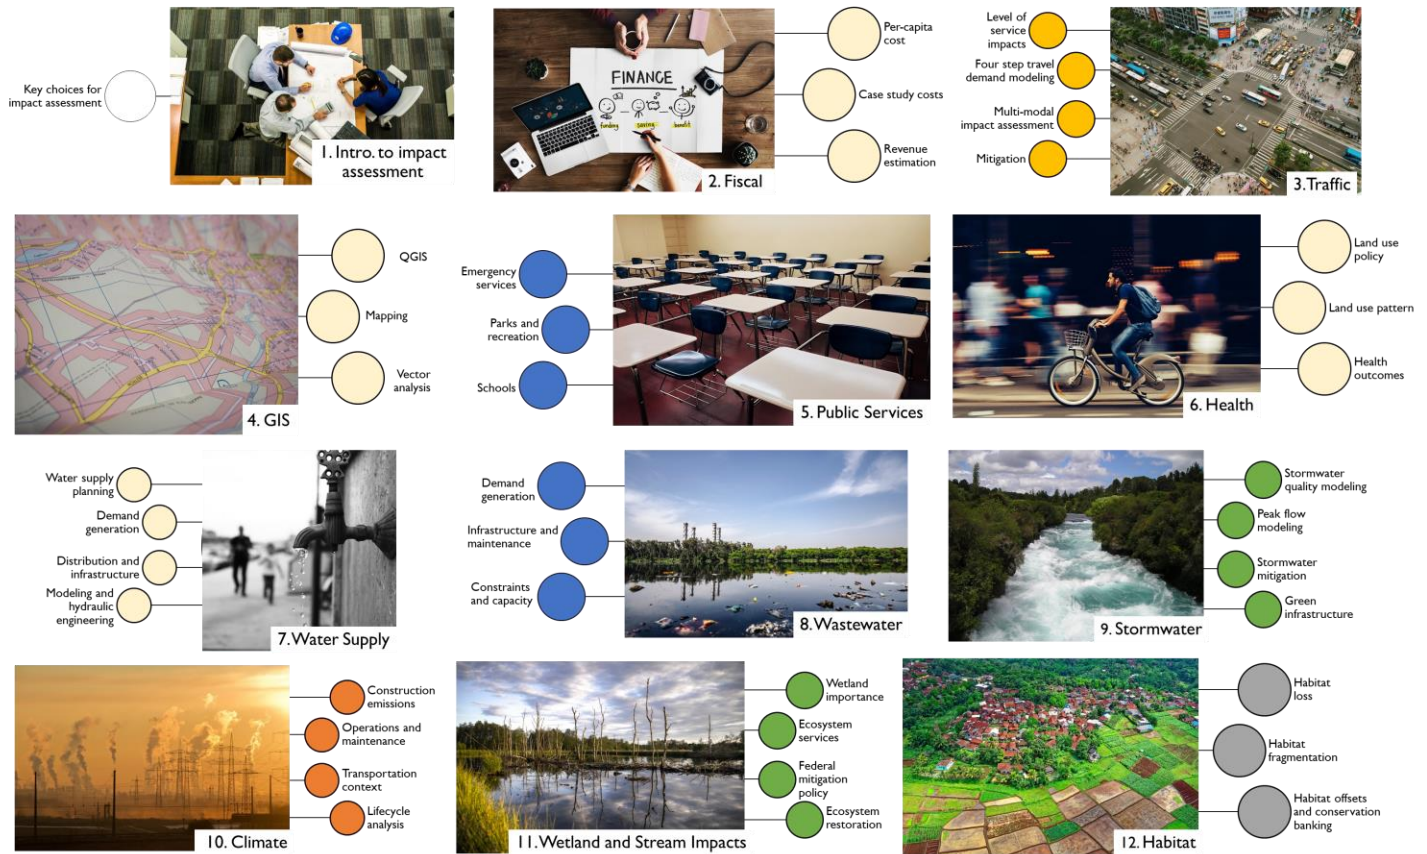 Key choices for
impact assessment
1. Intro. to impact
assessment
FINANCE
funding
saving
benefit
2. Fiscal
Per-capita
cost
Case study costs
Revenue
estimation
Level of
service
impacts
Four step travel
demand modeling
Multi-modal
impact assessment
Mitigation
3. Traffic
4. GIS
QGIS
Mapping
Vector
analysis
Emergency
services
Parks and
recreation
Schools
5. Public Services
6. Health
Land use
policy
Land use pattern
Health
outcomes
Water supply
planning
Demand
generation
Distribution and
infrastructure
Modeling and
hydraulic
engineering
7. Water Supply
Demand
generation
Infrastructure and
maintenance
Constraints
and capacity
8. Wastewater
9. Stormwater
Stormwater
quality modeling
Peak flow
modeling
Stormwater
mitigation
Green
infrastructure
10. Climate
Construction
emissions
Operations and
maintenance
Transportation
context
Lifecycle
analysis
11. Wetland and Stream Impacts
Wetland
importance
Ecosystem
services
Federal
mitigation
policy
Ecosystem
restoration
12. Habitat
Habitat
loss
Habitat
fragmentation
Habitat offsets
and conservation
banking